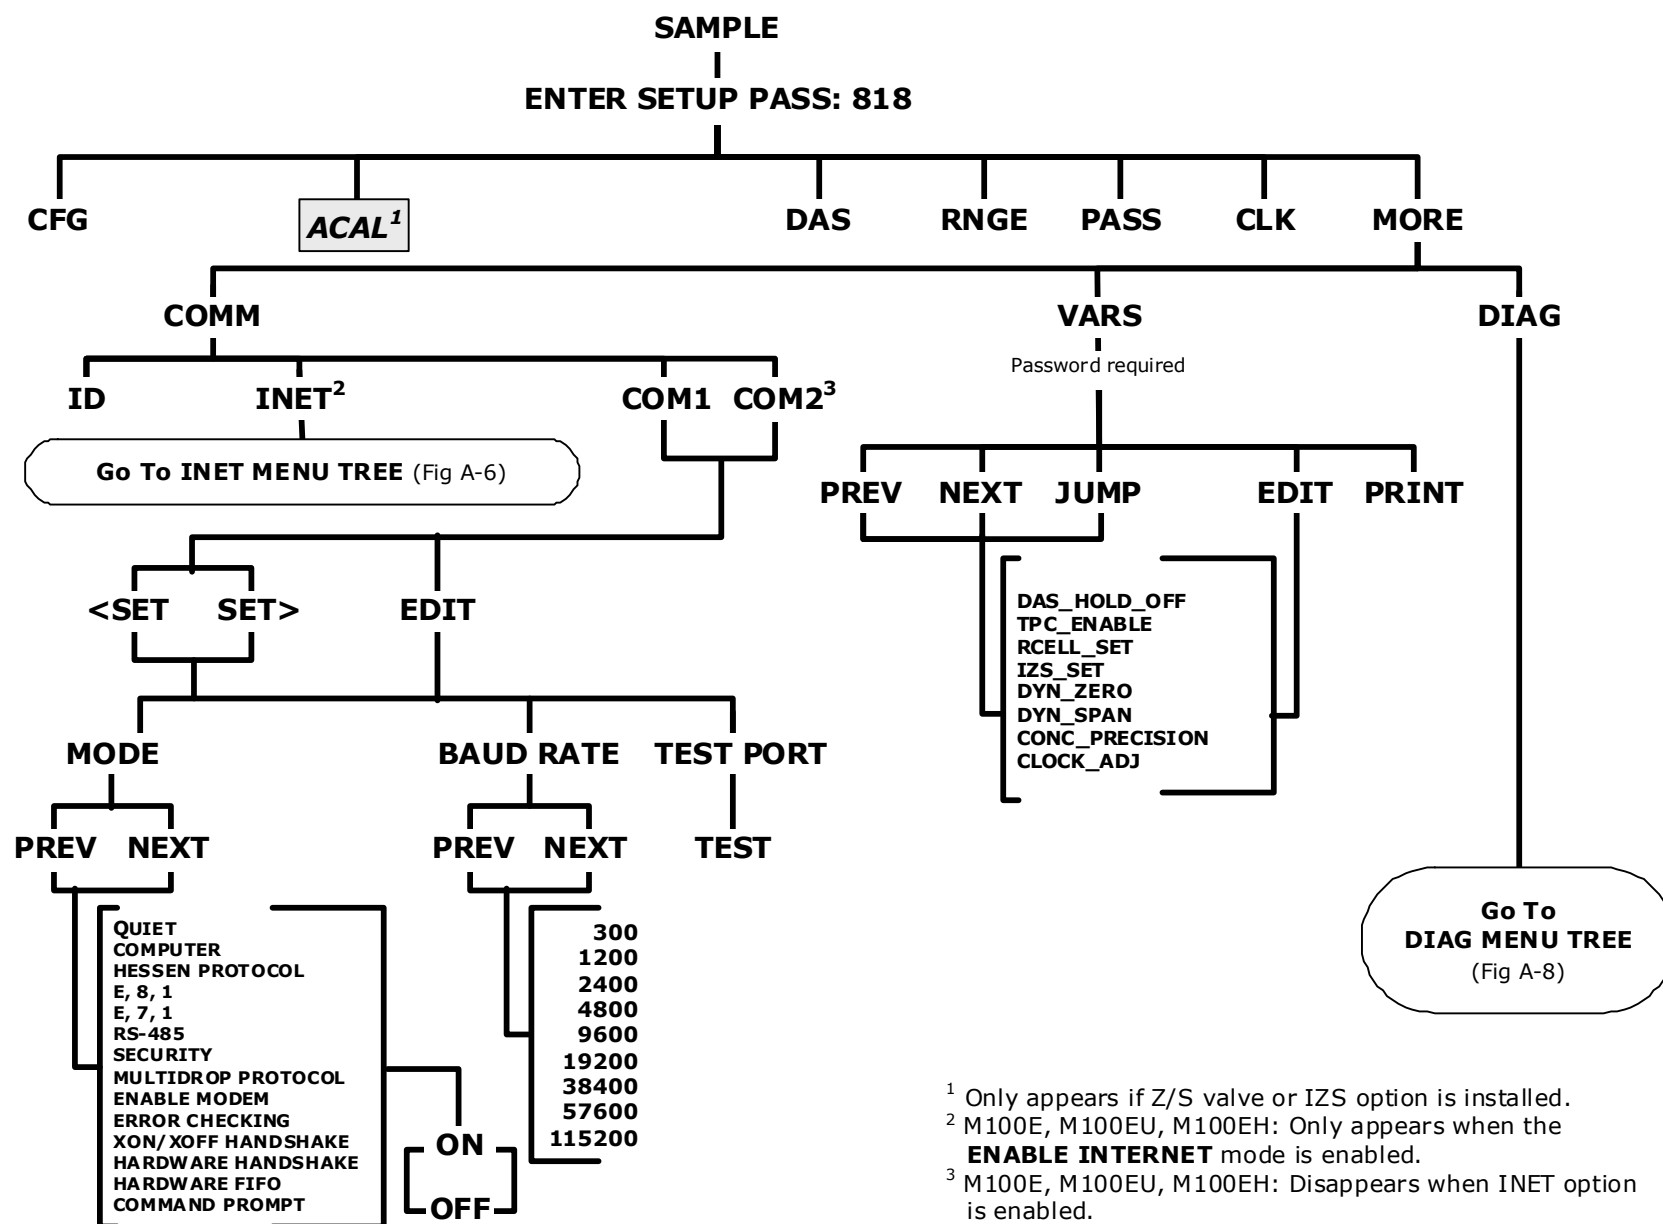 SAMPLE
ENTER SETUP PASS: 818
CFG
ACAL¹
DAS
RNGE
PASS
CLK
MORE
COMM
VARS
DIAG
Password required
ID
INET²
COM1
COM2³
Go To INET MENU TREE (Fig A-6)
PREV
NEXT
JUMP
EDIT
PRINT
<SET
SET>
EDIT
DAS_HOLD_OFF
TPC_ENABLE
RCELL_SET
IZS_SET
DYN_ZERO
DYN_SPAN
CONC_PRECISION
CLOCK_ADJ
MODE
BAUD RATE
TEST PORT
PREV
NEXT
PREV
NEXT
TEST
QUIET
COMPUTER
HESSEN PROTOCOL
E, 8, 1
E, 7, 1
RS-485
SECURITY
MULTIDROP PROTOCOL
ENABLE MODEM
ERROR CHECKING
XON/XOFF HANDSHAKE
HARDWARE HANDSHAKE
HARDWARE FIFO
COMMAND PROMPT
ON
OFF
300
1200
2400
4800
9600
19200
38400
57600
115200
Go To
DIAG MENU TREE
(Fig A-8)
¹ Only appears if Z/S valve or IZS option is installed.
² M100E, M100EU, M100EH: Only appears when the
ENABLE INTERNET mode is enabled.
³ M100E, M100EU, M100EH: Disappears when INET option
is enabled.